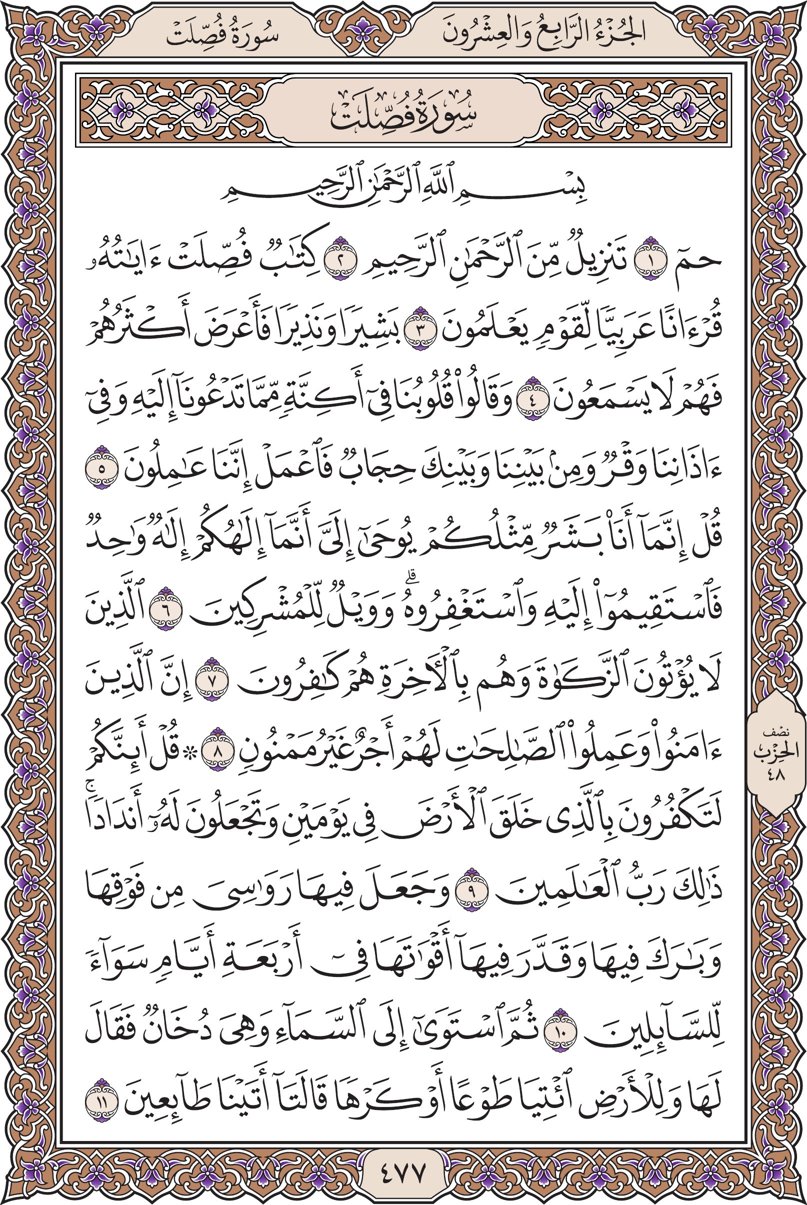 الجُزْءُ الرَّابِعُ وَالعِشْرُونَ
سُورَةُ فُصِّلَتْ
سُورَةُ فُصِّلَتْ
بِسْمِ ٱللَّهِ ٱلرَّحْمَٰنِ ٱلرَّحِيمِ
حمٓ ١ تَنزِيلٌ مِّنَ ٱلرَّحْمَٰنِ ٱلرَّحِيمِ ٢ كِتَٰبٌ فُصِّلَتْ ءَايَٰتُهُۥ
قُرْءَانًا عَرَبِيًّا لِّقَوْمٍ يَعْلَمُونَ ٣ بَشِيرًا وَنَذِيرًا فَأَعْرَضَ أَكْثَرُهُمْ
فَهُمْ لَا يَسْمَعُونَ ٤ وَقَالُوا۟ قُلُوبُنَا فِىٓ أَكِنَّةٍ مِّمَّا تَدْعُونَآ إِلَيْهِ وَفِىٓ
ءَاذَانِنَا وَقْرٌ وَمِنۢ بَيْنِنَا وَبَيْنِكَ حِجَابٌ فَٱعْمَلْ إِنَّنَا عَٰمِلُونَ ٥
قُلْ إِنَّمَآ أَنَا۠ بَشَرٌ مِّثْلُكُمْ يُوحَىٰٓ إِلَىَّ أَنَّمَآ إِلَٰهُكُمْ إِلَٰهٌ وَٰحِدٌ
فَٱسْتَقِيمُوٓا۟ إِلَيْهِ وَٱسْتَغْفِرُوهُ ۗ وَوَيْلٌ لِّلْمُشْرِكِينَ ٦ ٱلَّذِينَ
لَا يُؤْتُونَ ٱلزَّكَوٰةَ وَهُم بِٱلْـَٔاخِرَةِ هُمْ كَٰفِرُونَ ٧ إِنَّ ٱلَّذِينَ
ءَامَنُوا۟ وَعَمِلُوا۟ ٱلصَّٰلِحَٰتِ لَهُمْ أَجْرٌ غَيْرُ مَمْنُونٍ ٨ ۞ قُلْ أَئِنَّكُمْ
لَتَكْفُرُونَ بِٱلَّذِى خَلَقَ ٱلْأَرْضَ فِى يَوْمَيْنِ وَتَجْعَلُونَ لَهُۥٓ أَندَادًا ۚ
ذَٰلِكَ رَبُّ ٱلْعَٰلَمِينَ ٩ وَجَعَلَ فِيهَا رَوَٰسِىَ مِن فَوْقِهَا
وَبَٰرَكَ فِيهَا وَقَدَّرَ فِيهَآ أَقْوَٰتَهَا فِىٓ أَرْبَعَةِ أَيَّامٍ سَوَآءً
لِّلسَّآئِلِينَ ١٠ ثُمَّ ٱسْتَوَىٰٓ إِلَى ٱلسَّمَآءِ وَهِىَ دُخَانٌ فَقَالَ
لَهَا وَلِلْأَرْضِ ٱئْتِيَا طَوْعًا أَوْ كَرْهًا قَالَتَآ أَتَيْنَا طَآئِعِينَ ١١
نصف
الحِزْب
٤٨
٤٧٧